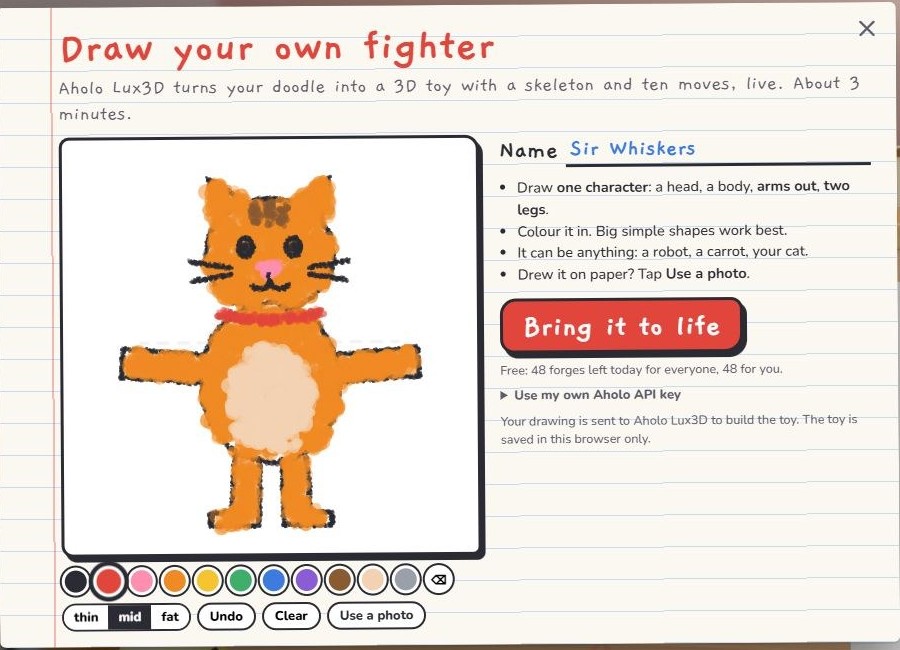 Draw your own fighter
Aholo Lux3D turns your doodle into a 3D toy with a skeleton and ten moves, live. About 3
minutes.
Name Sir Whiskers
• Draw one character: a head, a body, arms out, two
legs.
• Colour it in. Big simple shapes work best.
• It can be anything: a robot, a carrot, your cat.
• Drew it on paper? Tap Use a photo.
Bring it to life
Free: 48 forges left today for everyone, 48 for you.
▶ Use my own Aholo API key
Your drawing is sent to Aholo Lux3D to build the toy. The toy is
saved in this browser only.
thin mid fat Undo Clear Use a photo